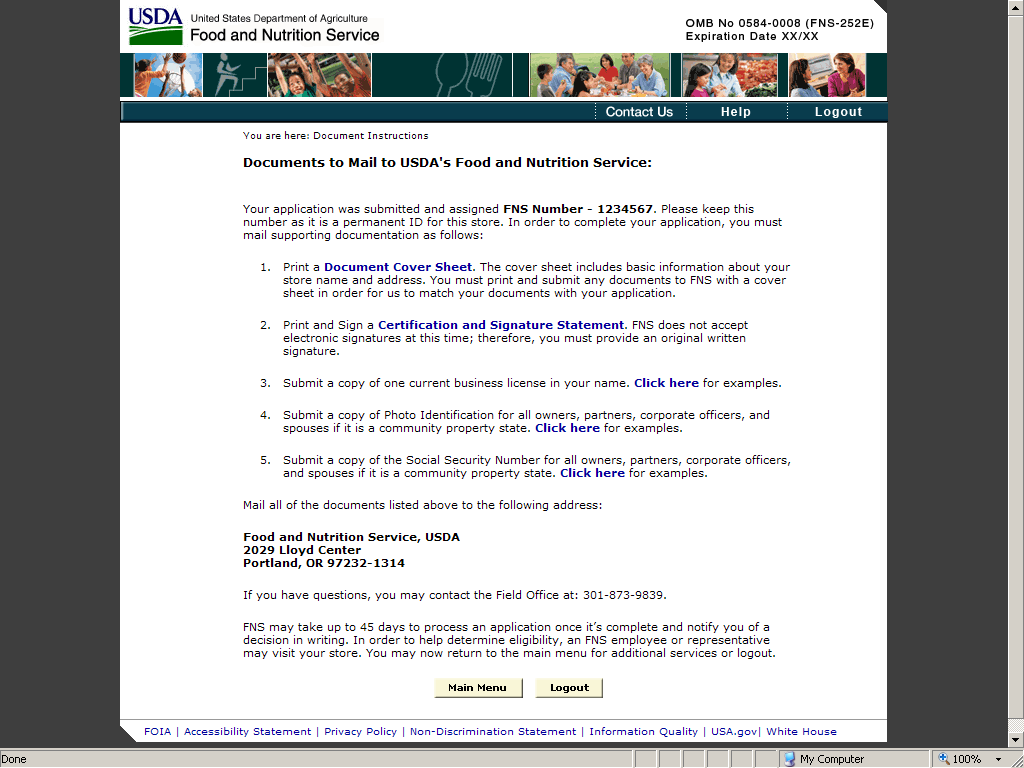 USDA United States Department of Agriculture
Food and Nutrition Service
OMB No 0584-0008 (FNS-252E)
Expiration Date XX/XX
Contact Us Help Logout
You are here: Document Instructions
Documents to Mail to USDA's Food and Nutrition Service:
Your application was submitted and assigned FNS Number - 1234567. Please keep this
number as it is a permanent ID for this store. In order to complete your application, you must
mail supporting documentation as follows:
1. Print a Document Cover Sheet. The cover sheet includes basic information about your
store name and address. You must print and submit any documents to FNS with a cover
sheet in order for us to match your documents with your application.
2. Print and Sign a Certification and Signature Statement. FNS does not accept
electronic signatures at this time; therefore, you must provide an original written
signature.
3. Submit a copy of one current business license in your name. Click here for examples.
4. Submit a copy of Photo Identification for all owners, partners, corporate officers, and
spouses if it is a community property state. Click here for examples.
5. Submit a copy of the Social Security Number for all owners, partners, corporate officers,
and spouses if it is a community property state. Click here for examples.
Mail all of the documents listed above to the following address:
Food and Nutrition Service, USDA
2029 Lloyd Center
Portland, OR 97232-1314
If you have questions, you may contact the Field Office at: 301-873-9839.
FNS may take up to 45 days to process an application once it’s complete and notify you of a
decision in writing. In order to help determine eligibility, an FNS employee or representative
may visit your store. You may now return to the main menu for additional services or logout.
Main Menu Logout
FOIA | Accessibility Statement | Privacy Policy | Non-Discrimination Statement | Information Quality | USA.gov| White House
Done My Computer 100%